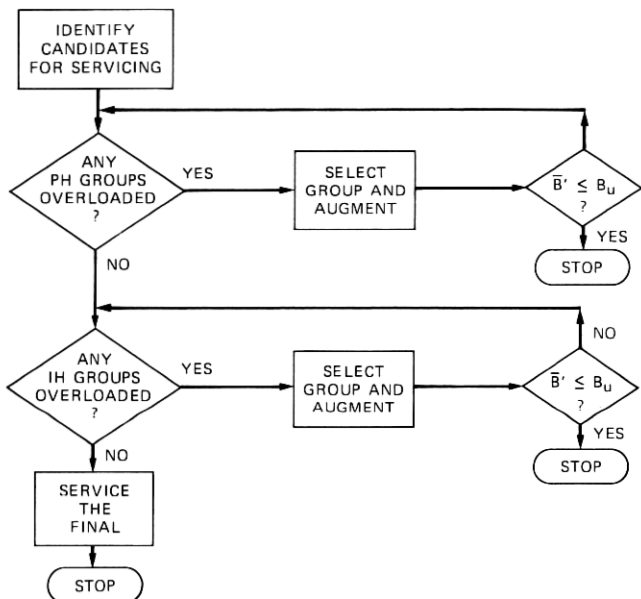 IDENTIFY
CANDIDATES
FOR SERVICING
ANY
PH GROUPS
OVERLOADED
?
YES
SELECT
GROUP AND
AUGMENT
B̄′ ≤ Bᵤ
?
YES
STOP
NO
ANY
IH GROUPS
OVERLOADED
?
YES
SELECT
GROUP AND
AUGMENT
NO
B̄′ ≤ Bᵤ
?
YES
STOP
NO
SERVICE
THE
FINAL
STOP